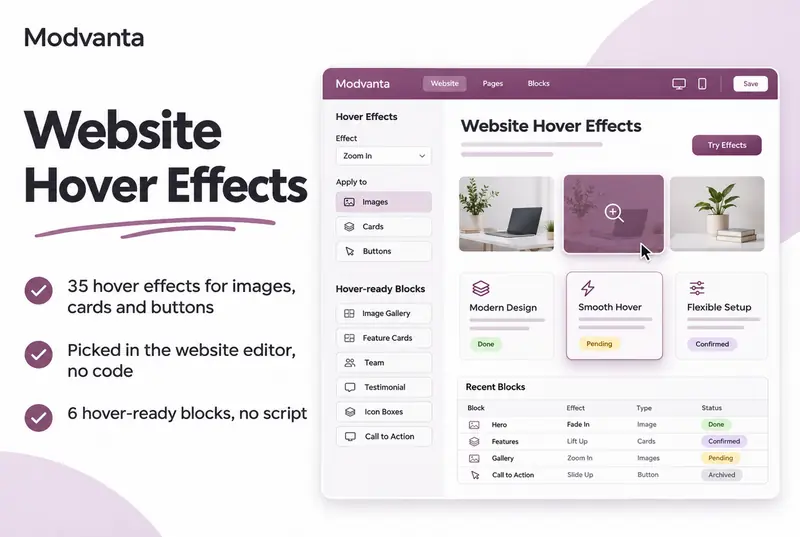 Modvanta
Website
Hover Effects
35 hover effects for images,
cards and buttons
Picked in the website editor,
no code
6 hover-ready blocks, no script
Modvanta
Website
Pages
Blocks
Save
Hover Effects
Effect
Zoom In
Apply to
Images
Cards
Buttons
Hover-ready Blocks
Image Gallery
Feature Cards
Team
Testimonial
Icon Boxes
Call to Action
Website Hover Effects
Try Effects
Modern Design
Done
Smooth Hover
Pending
Flexible Setup
Confirmed
Recent Blocks
Block Effect Type Status
Hero Fade In Image Done
Features Lift Up Cards Confirmed
Gallery Zoom In Images Pending
Call to Action Slide Up Button Archived